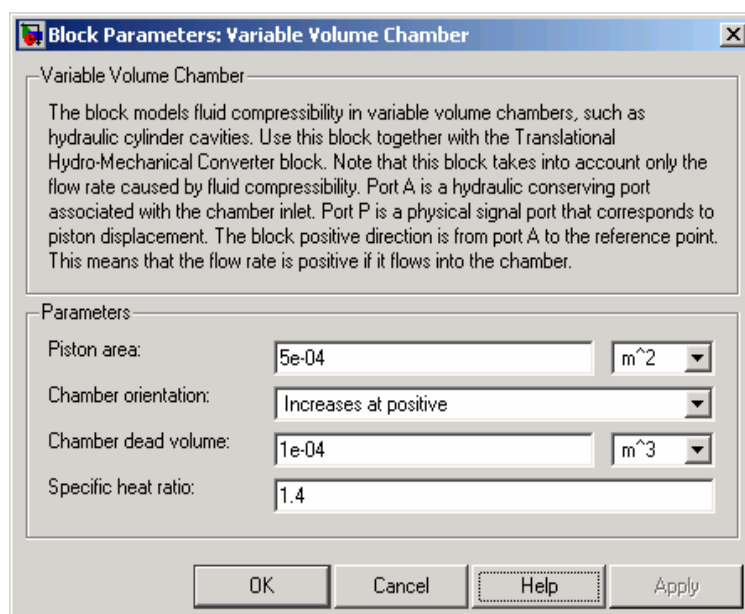 Block Parameters: Variable Volume Chamber
Variable Volume Chamber
The block models fluid compressibility in variable volume chambers, such as
hydraulic cylinder cavities. Use this block together with the Translational
Hydro-Mechanical Converter block. Note that this block takes into account only the
flow rate caused by fluid compressibility. Port A is a hydraulic conserving port
associated with the chamber inlet. Port P is a physical signal port that corresponds to
piston displacement. The block positive direction is from port A to the reference point.
This means that the flow rate is positive if it flows into the chamber.
Parameters
Piston area: 5e-04 m^2
Chamber orientation: Increases at positive
Chamber dead volume: 1e-04 m^3
Specific heat ratio: 1.4
OK Cancel Help Apply